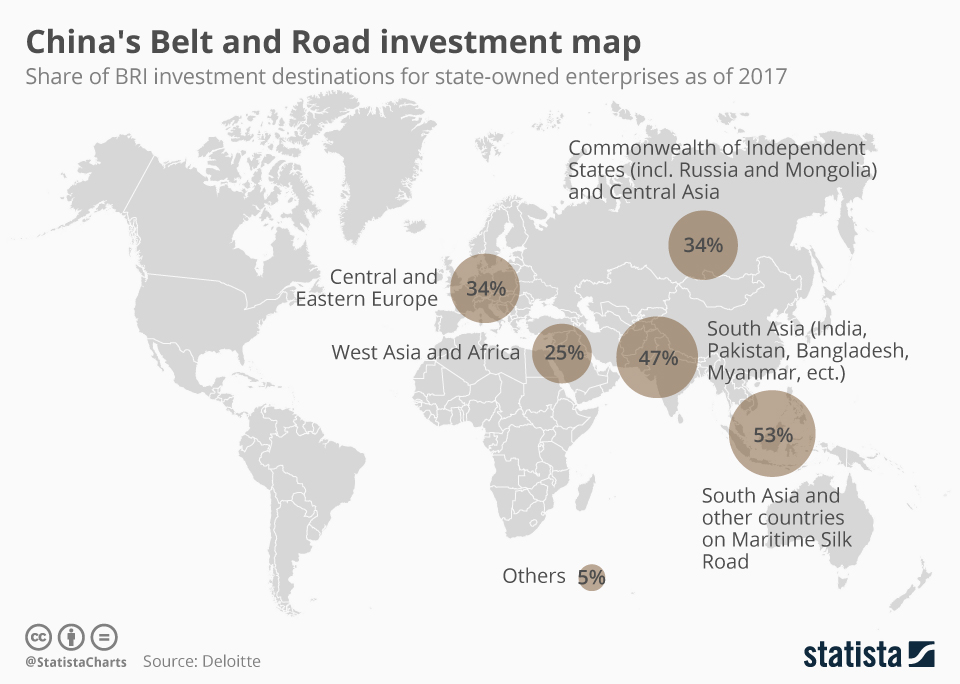 China's Belt and Road investment map
Share of BRI investment destinations for state-owned enterprises as of 2017
Commonwealth of Independent
States (incl. Russia and Mongolia)
and Central Asia
34%
Central and
Eastern Europe
34%
West Asia and Africa
25%
47%
South Asia (India,
Pakistan, Bangladesh,
Myanmar, ect.)
53%
South Asia and
other countries
on Maritime Silk
Road
Others
5%
cc
@StatistaCharts
Source: Deloitte
statista